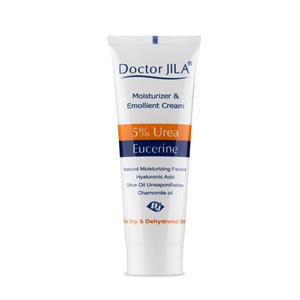 Doctor JILA®
Moisturizer &
Emollient Cream
5% Urea
Eucerine
Natural Moisturizing Factors
Hyaluronic Acid
Olive Oil Unsaponifiables
Chamomile oil
Dry & Dehydrated